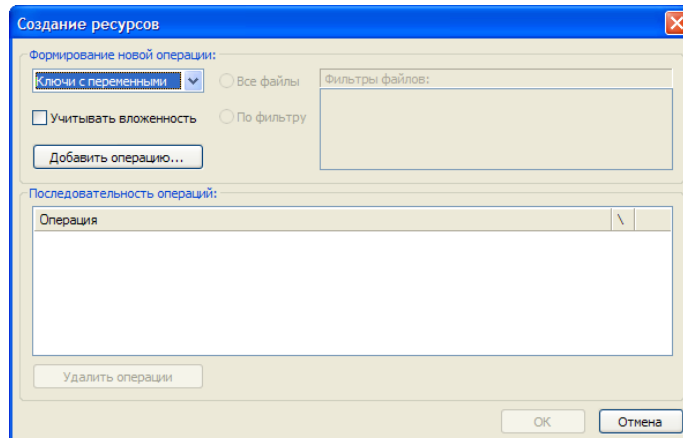 Создание ресурсов
Формирование новой операции:
Ключи с переменными
Все файлы
Фильтры файлов:
Учитывать вложенность
По фильтру
Добавить операцию...
Последовательность операций:
Операция \
Удалить операции
OK Отмена